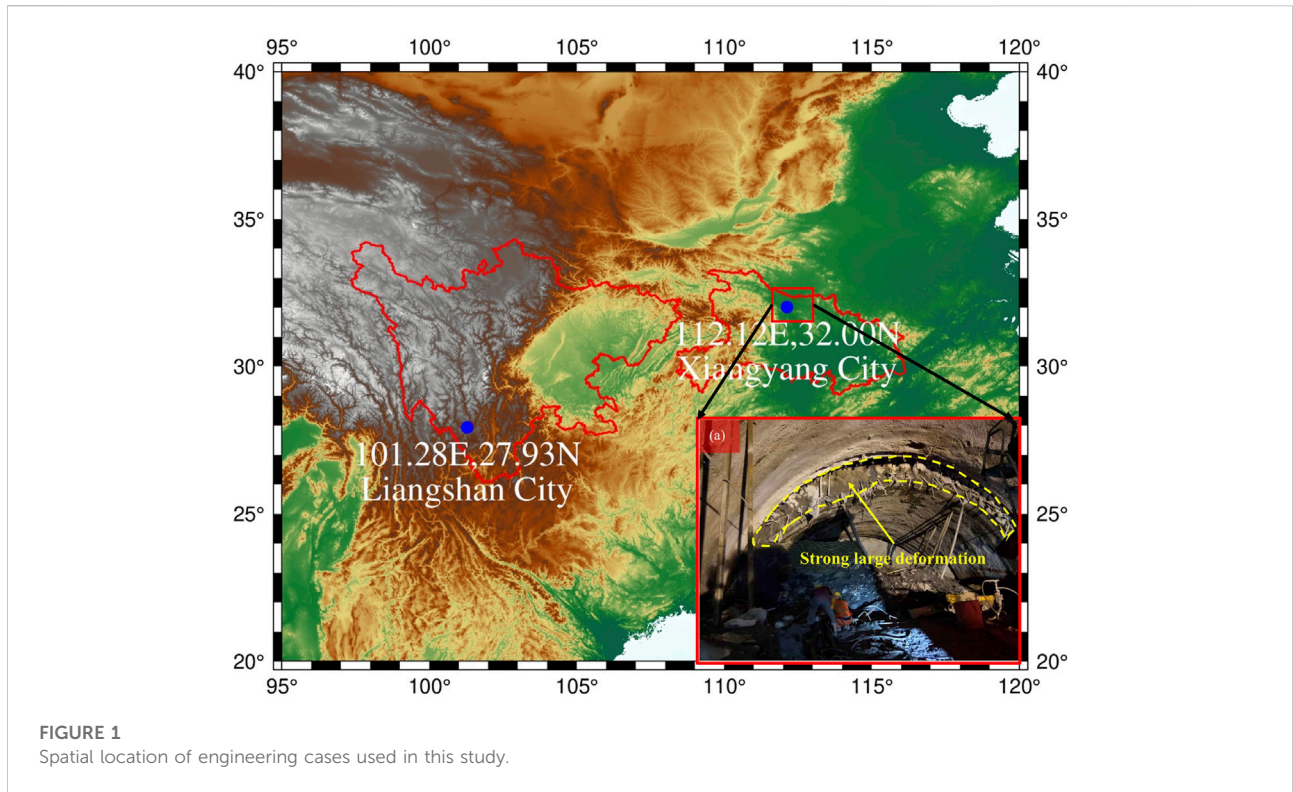 95° 100° 105° 110° 115° 120°
40° 40°
35° 35°
30° 30°
25° 25°
20° 20°
112.12E,32.00N
Xiangyang City
101.28E,27.93N
Liangshan City
(a)
Strong large deformation
95° 100° 105° 110° 115° 120°
FIGURE 1
Spatial location of engineering cases used in this study.